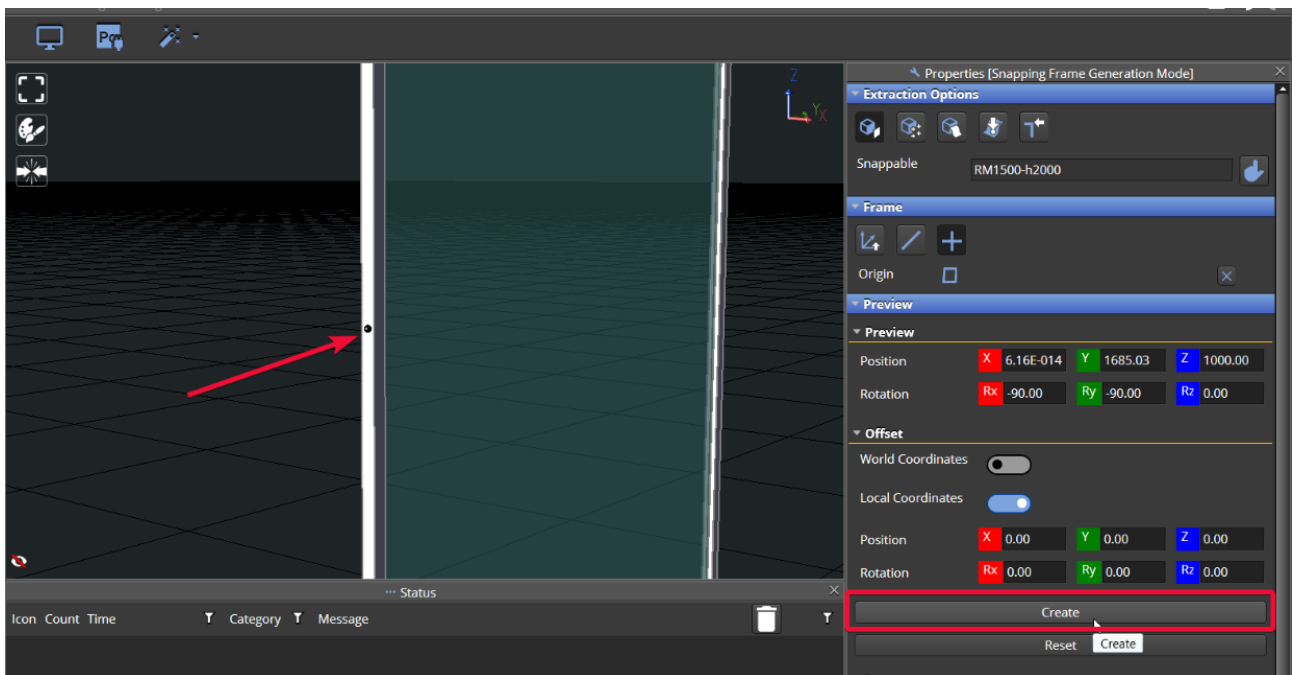 Z
Y
X
Properties [Snapping Frame Generation Mode]
Extraction Options
Snappable RM1500-h2000
Frame
Origin
Preview
Preview
Position X 6.16E-014 Y 1685.03 Z 1000.00
Rotation Rx -90.00 Ry -90.00 Rz 0.00
Offset
World Coordinates
Local Coordinates
Position X 0.00 Y 0.00 Z 0.00
Rotation Rx 0.00 Ry 0.00 Rz 0.00
Create
Reset
Create
Status
Icon Count Time Category Message